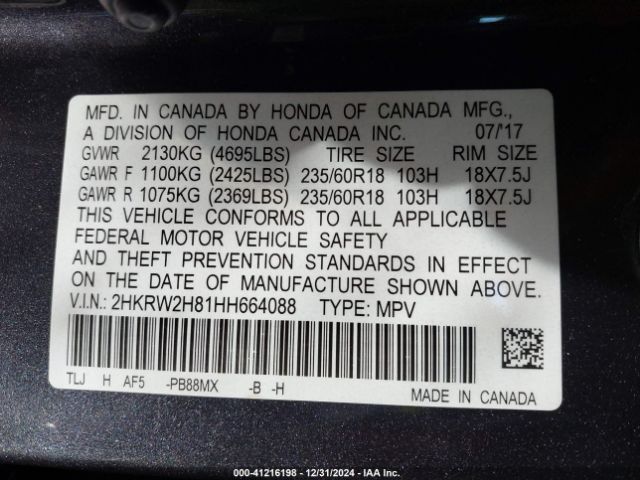 MFD. IN CANADA BY HONDA OF CANADA MFG.,
A DIVISION OF HONDA CANADA INC. 07/'17
GVWR 2130KG (4695LBS) TIRE SIZE RIM SIZE
GAWR F 1100KG (2425LBS) 235/60R18 103H 18X7.5J
GAWR R 1075KG (2369LBS) 235/60R18 103H 18X7.5J
THIS VEHICLE CONFORMS TO ALL APPLICABLE
FEDERAL MOTOR VEHICLE SAFETY
AND THEFT PREVENTION STANDARDS IN EFFECT
ON THE DATE OF MANUFACTURE SHOWN ABOVE.
V.I.N.: 2HKRW2H81HH664088 TYPE: MPV
TLJ H AF5 -PB88MX -B -H MADE IN CANADA
000-41216198 - 12/31/2024 - IAA Inc.